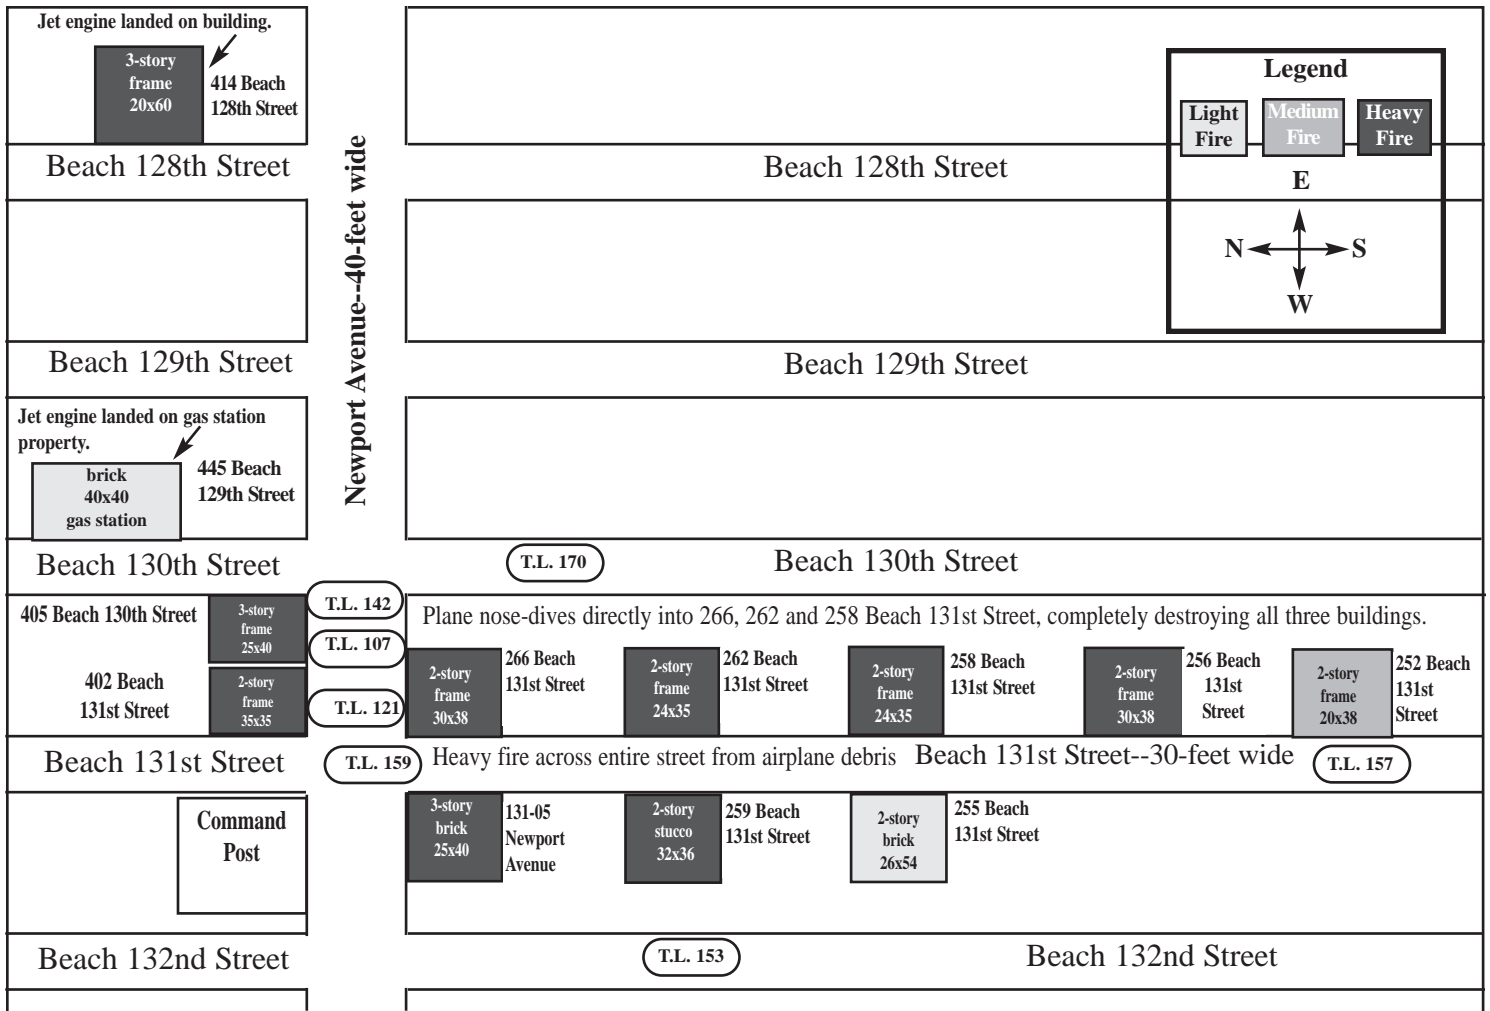 Jet engine landed on building.
3-story
frame
20x60
414 Beach
128th Street
Legend
Light
Fire
Medium
Fire
Heavy
Fire
E
N
S
W
Beach 128th Street
Beach 128th Street
Newport Avenue--40-feet wide
Beach 129th Street
Beach 129th Street
Jet engine landed on gas station
property.
brick
40x40
gas station
445 Beach
129th Street
Beach 130th Street
T.L. 170
Beach 130th Street
405 Beach 130th Street
3-story
frame
25x40
T.L. 142
T.L. 107
Plane nose-dives directly into 266, 262 and 258 Beach 131st Street, completely destroying all three buildings.
402 Beach
131st Street
2-story
frame
35x35
T.L. 121
2-story
frame
30x38
266 Beach
131st Street
2-story
frame
24x35
262 Beach
131st Street
2-story
frame
24x35
258 Beach
131st Street
2-story
frame
30x38
256 Beach
131st
Street
2-story
frame
20x38
252 Beach
131st
Street
Beach 131st Street
T.L. 159
Heavy fire across entire street from airplane debris
Beach 131st Street--30-feet wide
T.L. 157
Command
Post
3-story
brick
25x40
131-05
Newport
Avenue
2-story
stucco
32x36
259 Beach
131st Street
2-story
brick
26x54
255 Beach
131st Street
Beach 132nd Street
T.L. 153
Beach 132nd Street